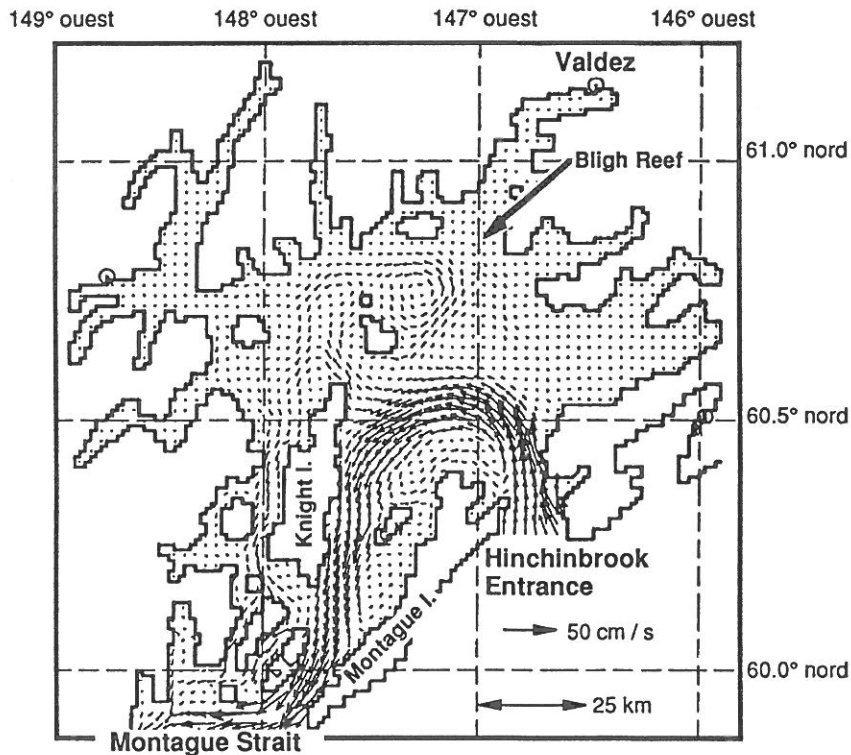 149° ouest
148° ouest
147° ouest
146° ouest
Valdez
61.0° nord
Bligh Reef
60.5° nord
Knight I.
Hinchinbrook
Entrance
Montague I.
50 cm / s
60.0° nord
25 km
Montague Strait